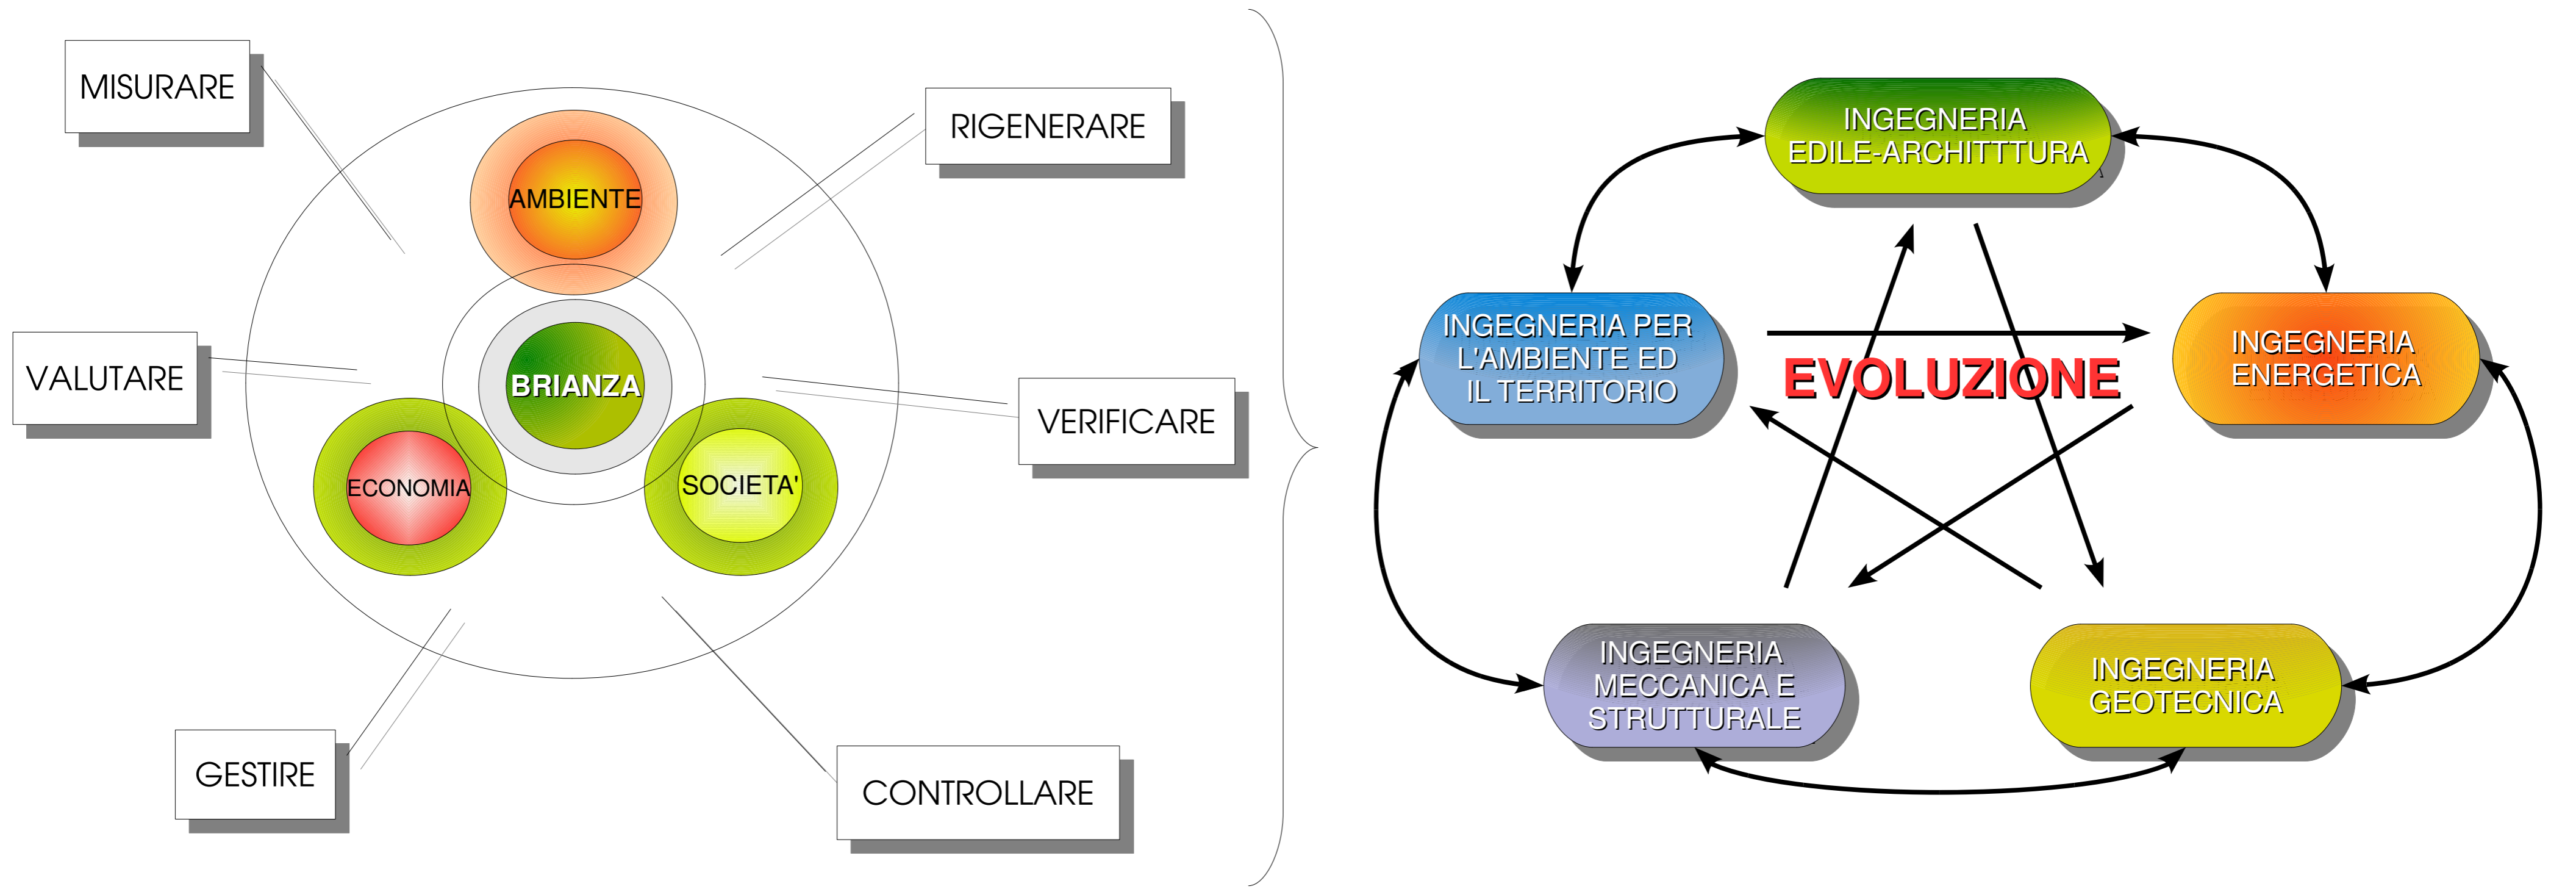 MISURARE
RIGENERARE
AMBIENTE
VALUTARE
BRIANZA
VERIFICARE
ECONOMIA
SOCIETA'
GESTIRE
CONTROLLARE
INGEGNERIA
EDILE-ARCHITTTURA
INGEGNERIA PER
L'AMBIENTE ED
IL TERRITORIO
EVOLUZIONE
INGEGNERIA
ENERGETICA
INGEGNERIA
MECCANICA E
STRUTTURALE
INGEGNERIA
GEOTECNICA